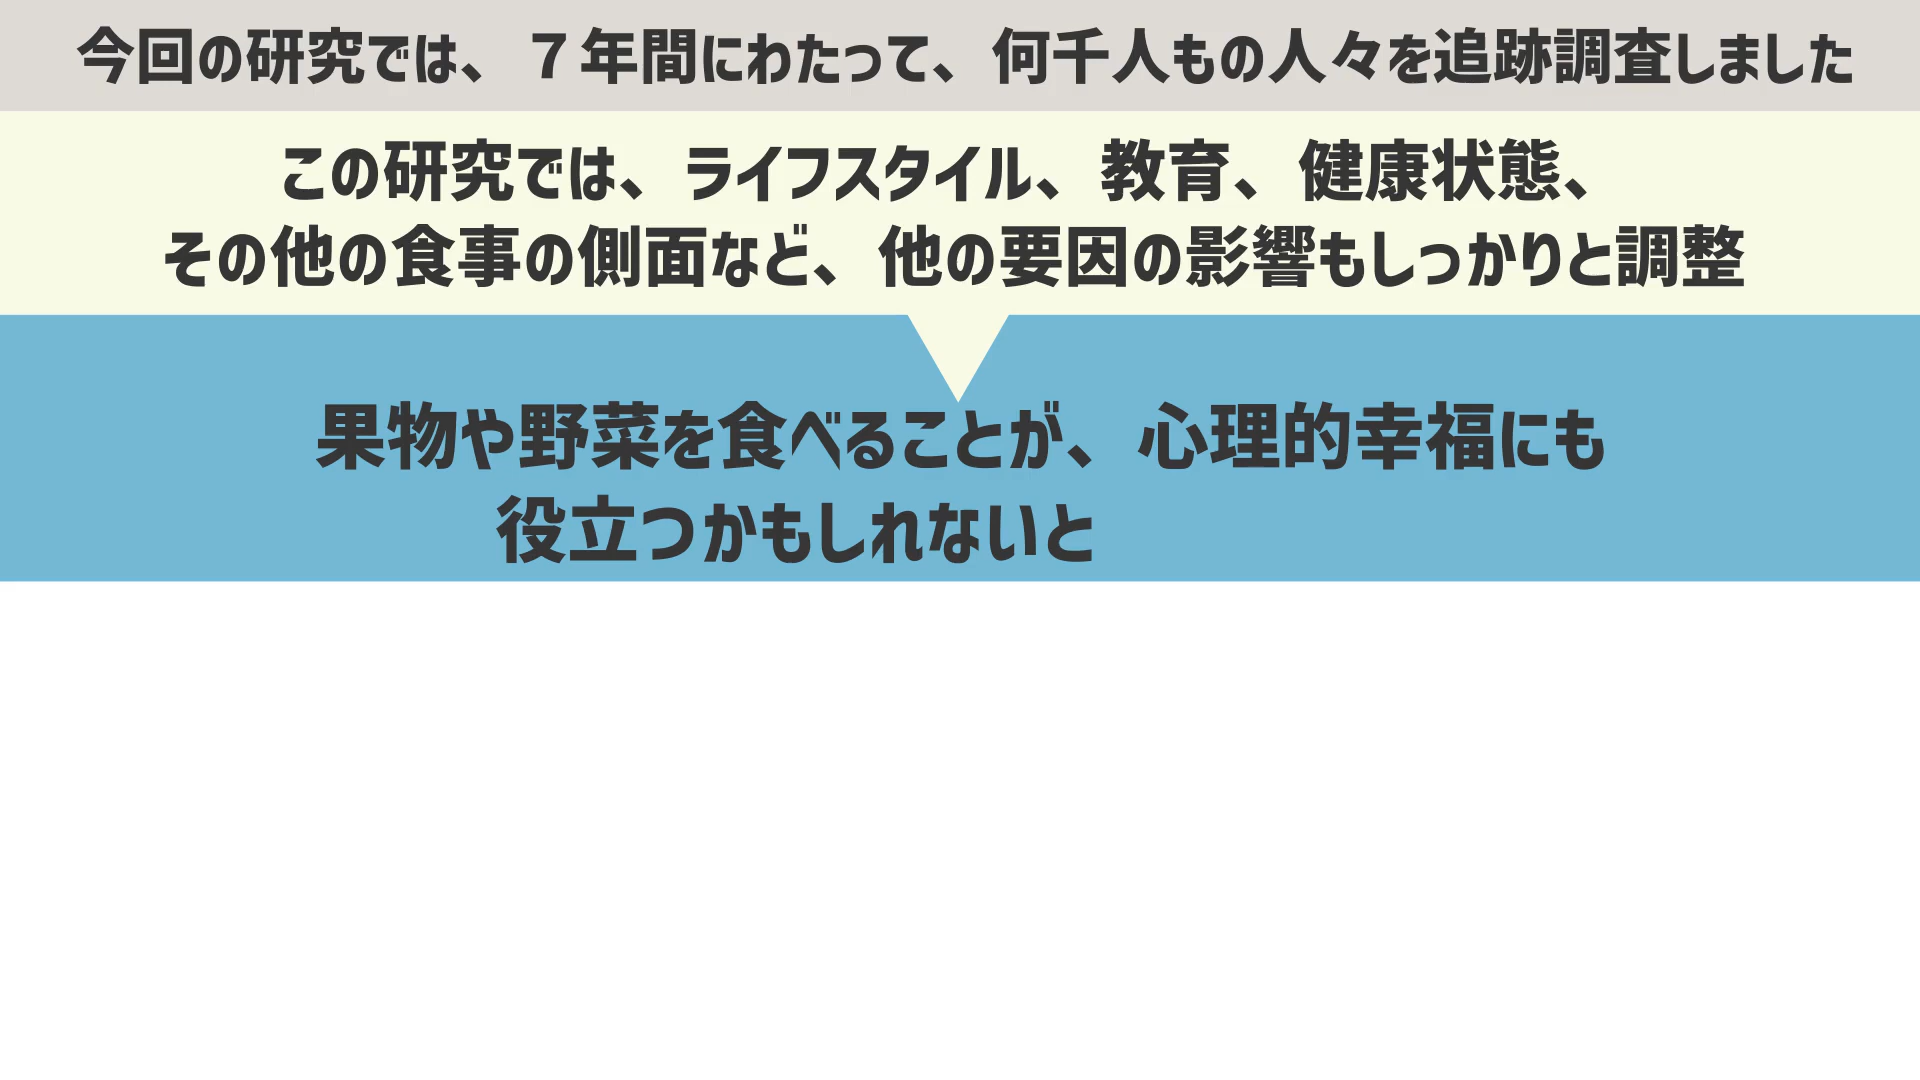 今回の研究では、７年間にわたって、何千人もの人々を追跡調査しました
この研究では、ライフスタイル、教育、健康状態、
その他の食事の側面など、他の要因の影響もしっかりと調整
果物や野菜を食べることが、心理的幸福にも
役立つかもしれないと